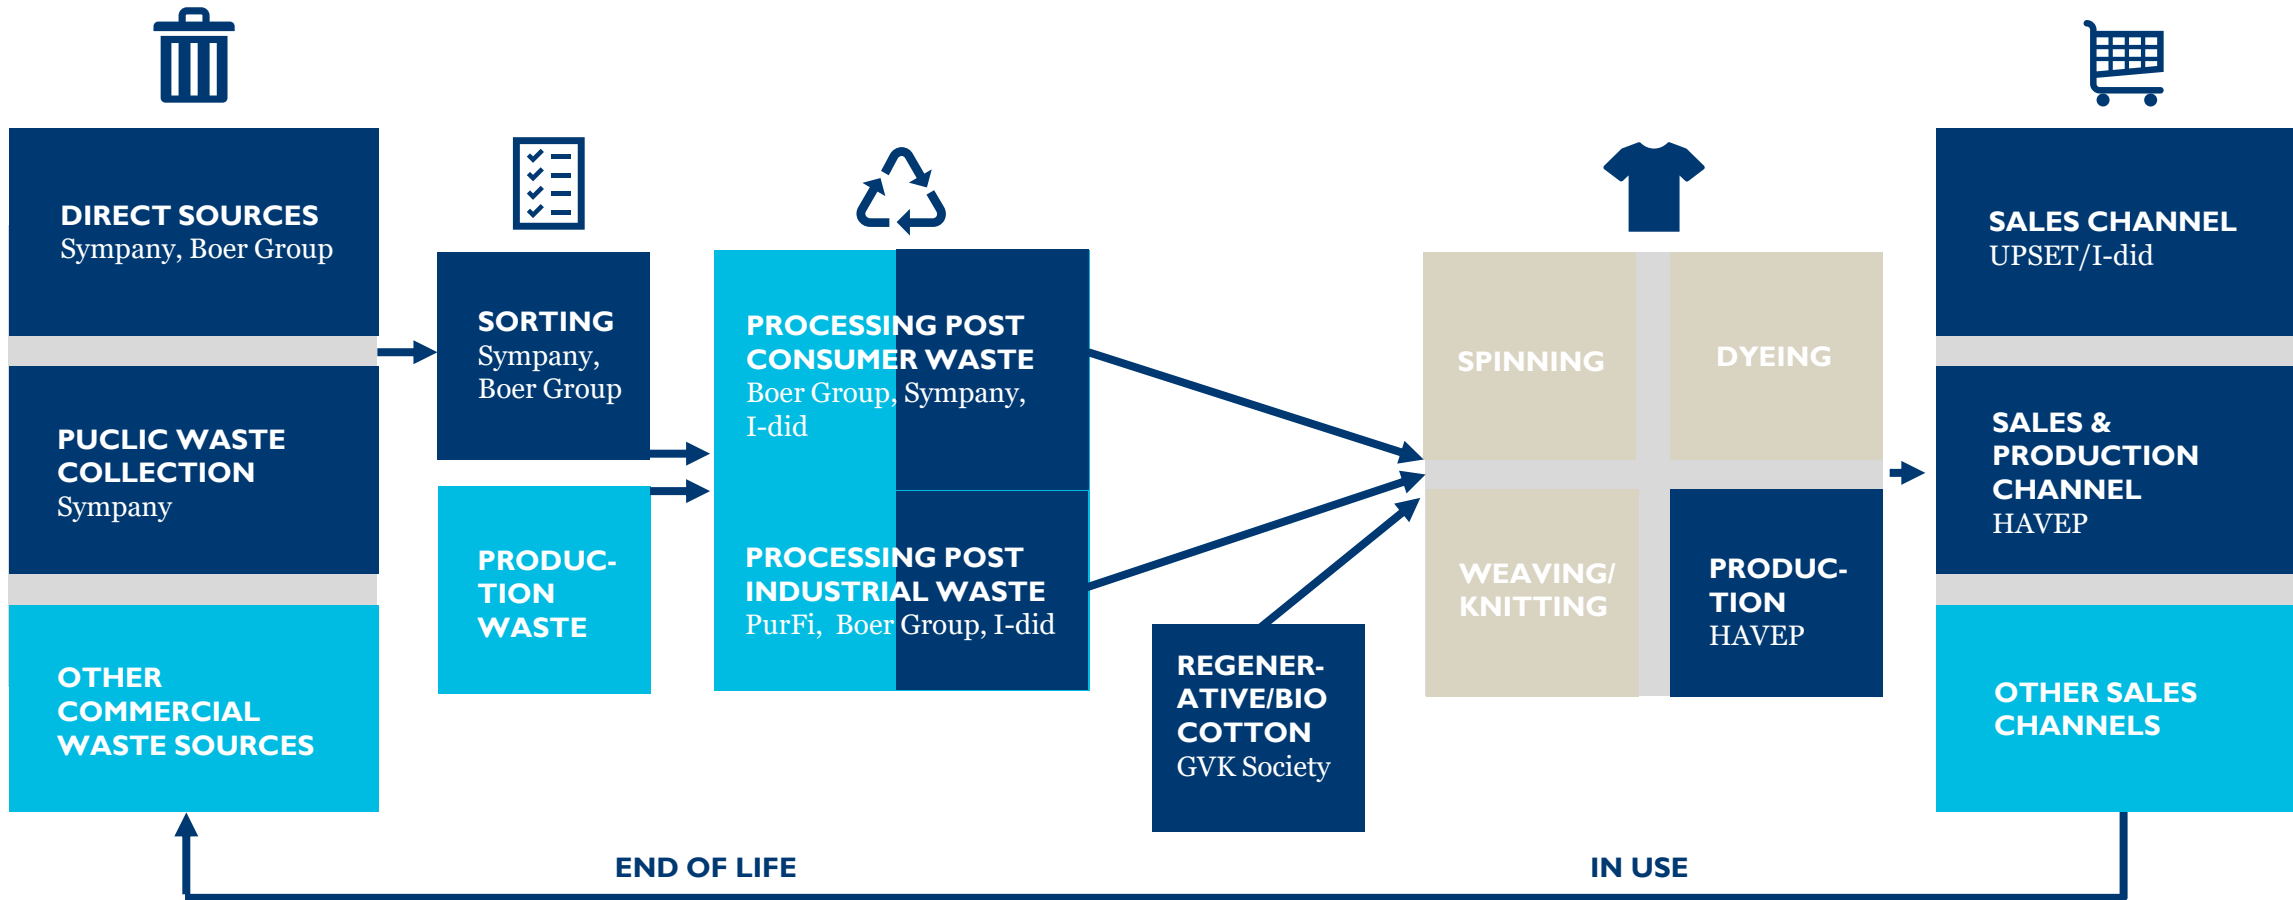 DIRECT SOURCES
Sympany, Boer Group
PUCLIC WASTE
COLLECTION
Sympany
OTHER
COMMERCIAL
WASTE SOURCES
SORTING
Sympany,
Boer Group
PRODUC-
TION
WASTE
PROCESSING POST
CONSUMER WASTE
Boer Group, Sympany,
I-did
PROCESSING POST
INDUSTRIAL WASTE
PurFi, Boer Group, I-did
REGENER-
ATIVE/BIO
COTTON
GVK Society
SPINNING
DYEING
WEAVING/
KNITTING
PRODUC-
TION
HAVEP
SALES CHANNEL
UPSET/I-did
SALES &
PRODUCTION
CHANNEL
HAVEP
OTHER SALES
CHANNELS
END OF LIFE
IN USE